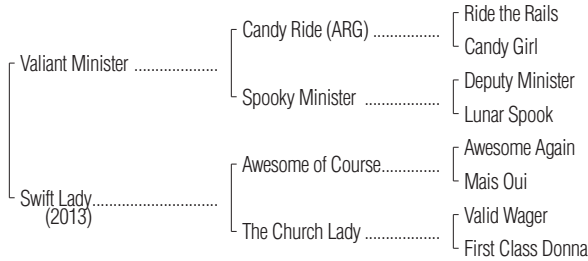 Ride the Rails
Candy Ride (ARG) ................
Candy Girl
Valiant Minister ....................
Deputy Minister
Spooky Minister ..................
Lunar Spook
Awesome Again
Awesome of Course..............
Mais Oui
Swift Lady..............................
(2013)
Valid Wager
The Church Lady ..................
First Class Donna